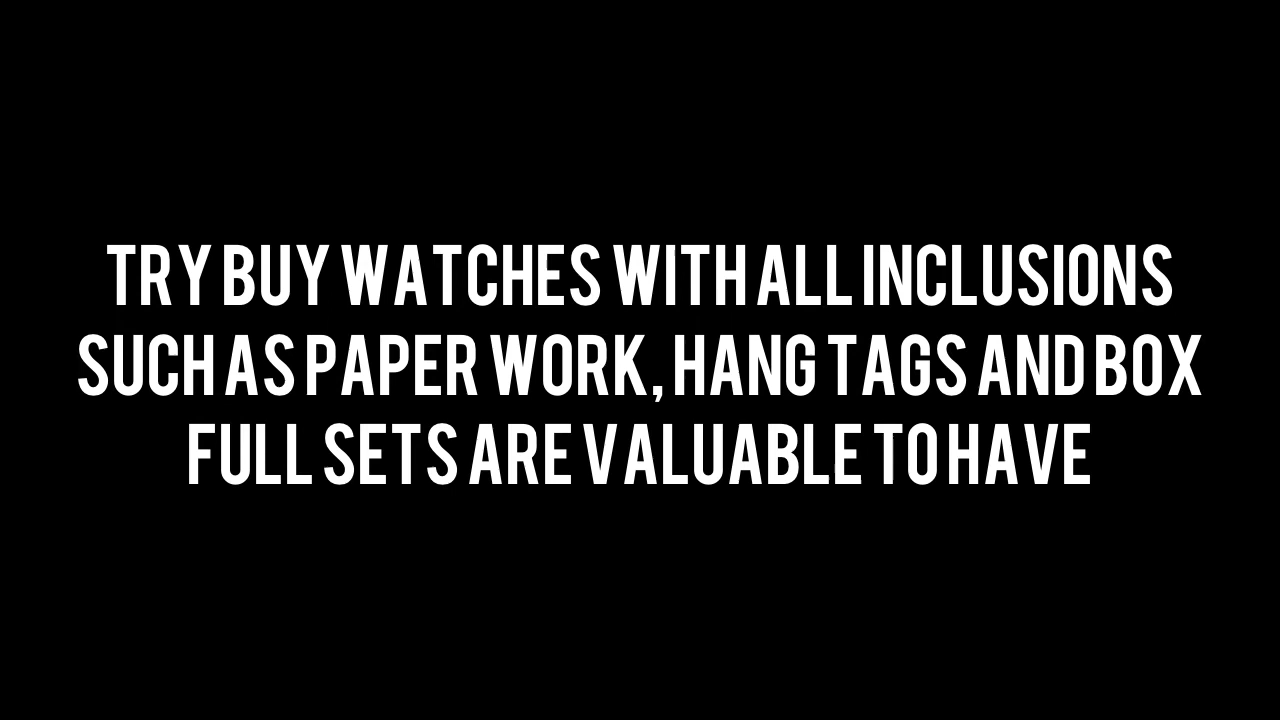 TRY BUY WATCHES WITH ALL INCLUSIONS
SUCH AS PAPER WORK, HANG TAGS AND BOX
FULL SETS ARE VALUABLE TO HAVE